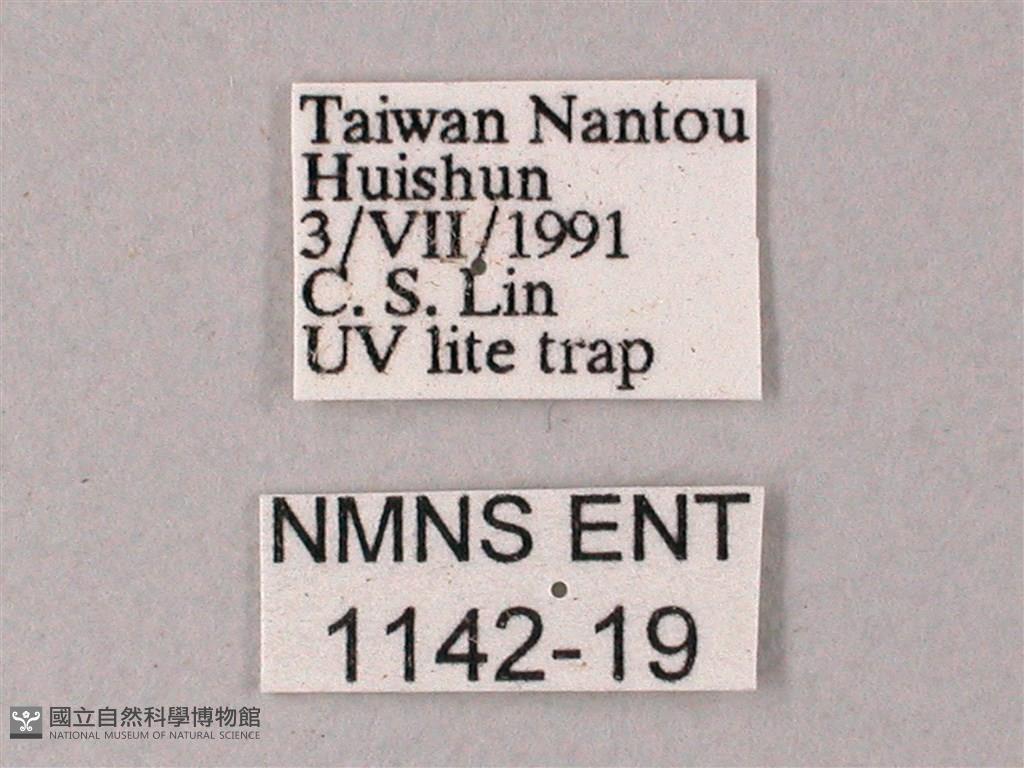 Taiwan Nantou
Huishun
3/VII/1991
C. S. Lin
UV lite trap
NMNS ENT
1142-19
國立自然科學博物館
NATIONAL MUSEUM OF NATURAL SCIENCE